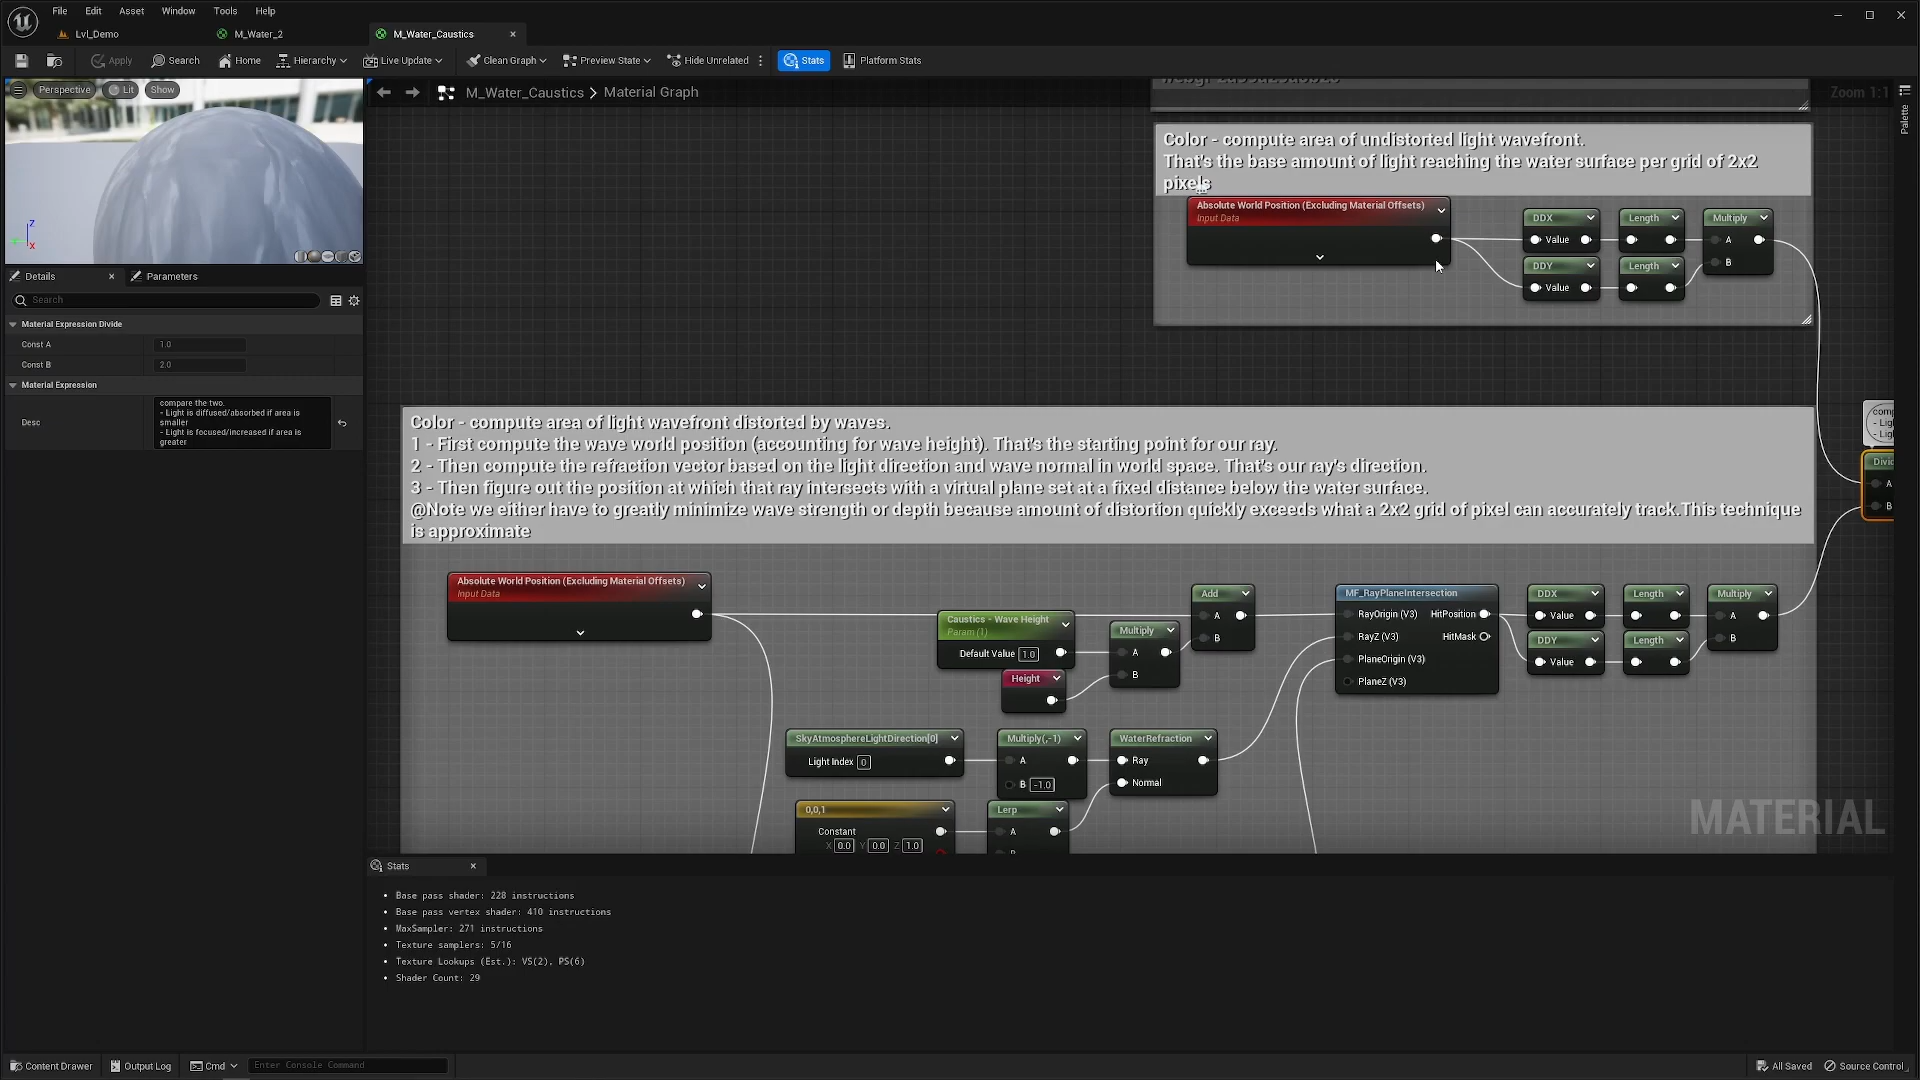 File Edit Asset Window Tools Help
Lvl_Demo M_Water_2 M_Water_Caustics
Apply Search Home Hierarchy Live Update Clean Graph Preview State Hide Unrelated Stats Platform Stats
Perspective Lit Show
Z
X
M_Water_Caustics > Material Graph
Zoom 1:1
Palette
Color - compute area of undistorted light wavefront.
That's the base amount of light reaching the water surface per grid of 2x2
pixels
Absolute World Position (Excluding Material Offsets)
Input Data
DDX
Value
Length
Multiply
A
B
DDY
Value
Length
Details Parameters
Search
Material Expression Divide
Const A 1.0
Const B 2.0
Material Expression
Desc
compare the two.
- Light is diffused/absorbed if area is
smaller
- Light is focused/increased if area is
greater
Color - compute area of light wavefront distorted by waves.
1 - First compute the wave world position (accounting for wave height). That's the starting point for our ray.
2 - Then compute the refraction vector based on the light direction and wave normal in world space. That's our ray's direction.
3 - Then figure out the position at which that ray intersects with a virtual plane set at a fixed distance below the water surface.
@Note we either have to greatly minimize wave strength or depth because amount of distortion quickly exceeds what a 2x2 grid of pixel can accurately track.This technique
is approximate
comp
- Ligh
- Ligh
Divid
A
B
Absolute World Position (Excluding Material Offsets)
Input Data
Caustics - Wave Height
Param (1)
Default Value 1.0
Height
Multiply
A
B
Add
A
B
MF_RayPlaneIntersection
RayOrigin (V3) HitPosition
RayZ (V3) HitMask
PlaneOrigin (V3)
PlaneZ (V3)
DDX
Value
Length
Multiply
A
B
DDY
Value
Length
SkyAtmosphereLightDirection[0]
Light Index 0
Multiply(,-1)
A
B -1.0
WaterRefraction
Ray
Normal
0,0,1
Constant
X 0.0 Y 0.0 Z 1.0
Lerp
A
MATERIAL
Stats
Base pass shader: 228 instructions
Base pass vertex shader: 410 instructions
MaxSampler: 271 instructions
Texture samplers: 5/16
Texture Lookups (Est.): VS(2), PS(6)
Shader Count: 29
Content Drawer Output Log Cmd Enter Console Command All Saved Source Control